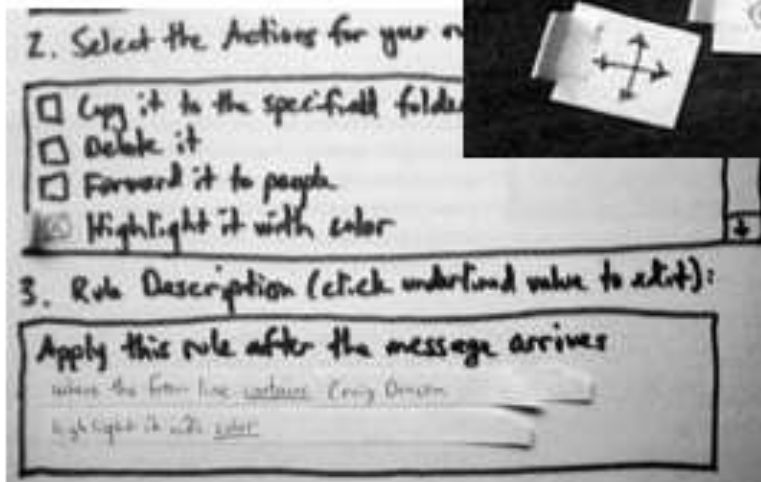 2. Select the Actions for your
Copy it to the specified folde
Delete it
Forward it to people
Highlight it with color
3. Rule Description (click underlined value to edit):
Apply this rule after the message arrives
where the from line contains Craig
highlight it with color